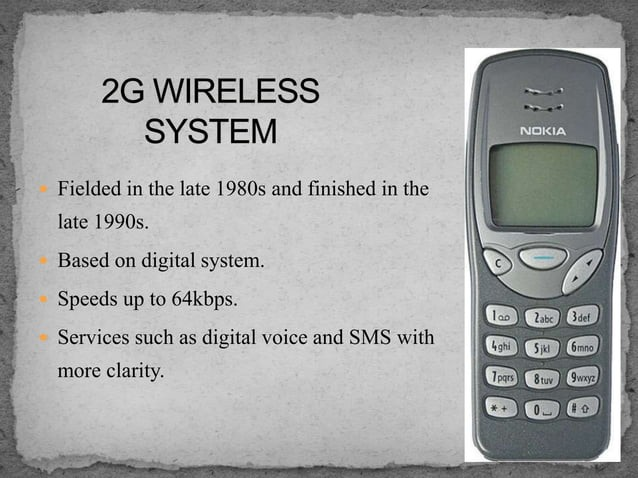 2G WIRELESS
SYSTEM
Fielded in the late 1980s and finished in the
late 1990s.
Based on digital system.
Speeds up to 64kbps.
Services such as digital voice and SMS with
more clarity.
NOKIA
C
1 2abc 3def
4ghi 5jkl 6mno
7pqrs 8tuv 9wxyz
* + 0 #